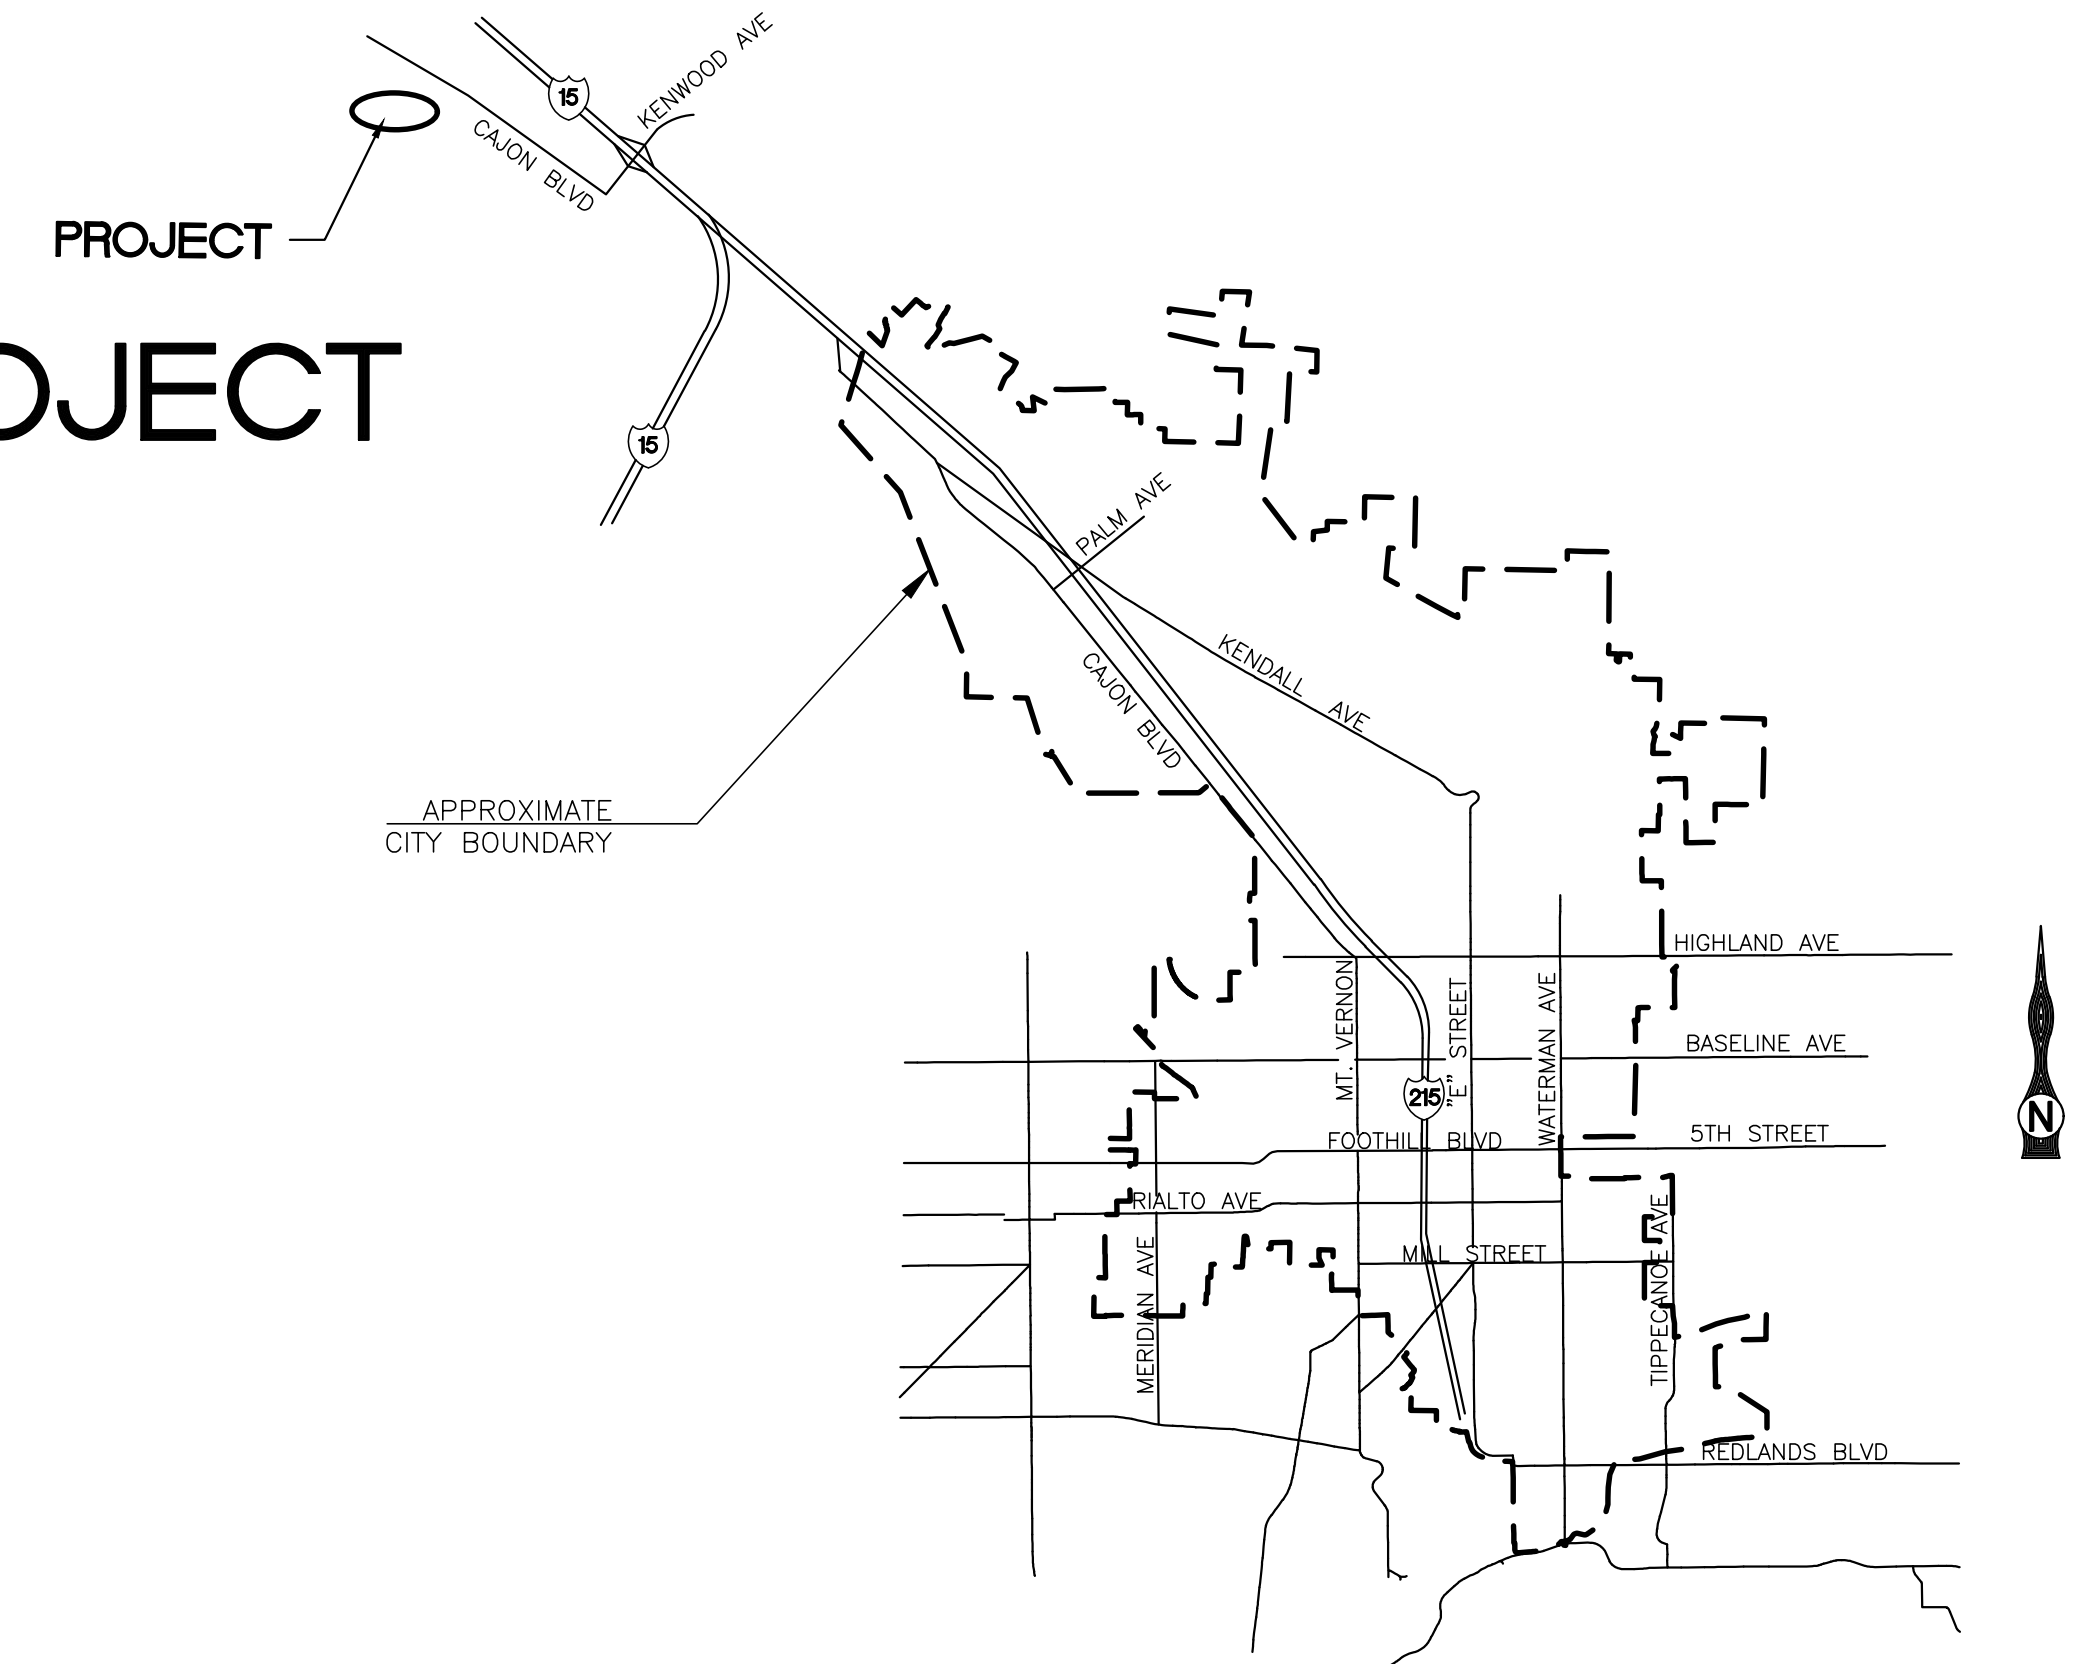 KENWOOD AVE
15
CAJON BLVD
PROJECT
OJECT
15
PALM AVE
KENDALL AVE
CAJON BLVD
APPROXIMATE
CITY BOUNDARY
HIGHLAND AVE
MT. VERNON
"E" STREET
WATERMAN AVE
BASELINE AVE
215
N
FOOTHILL BLVD
5TH STREET
RIALTO AVE
TIPPECANOE AVE
MERIDIAN AVE
MILL STREET
REDLANDS BLVD